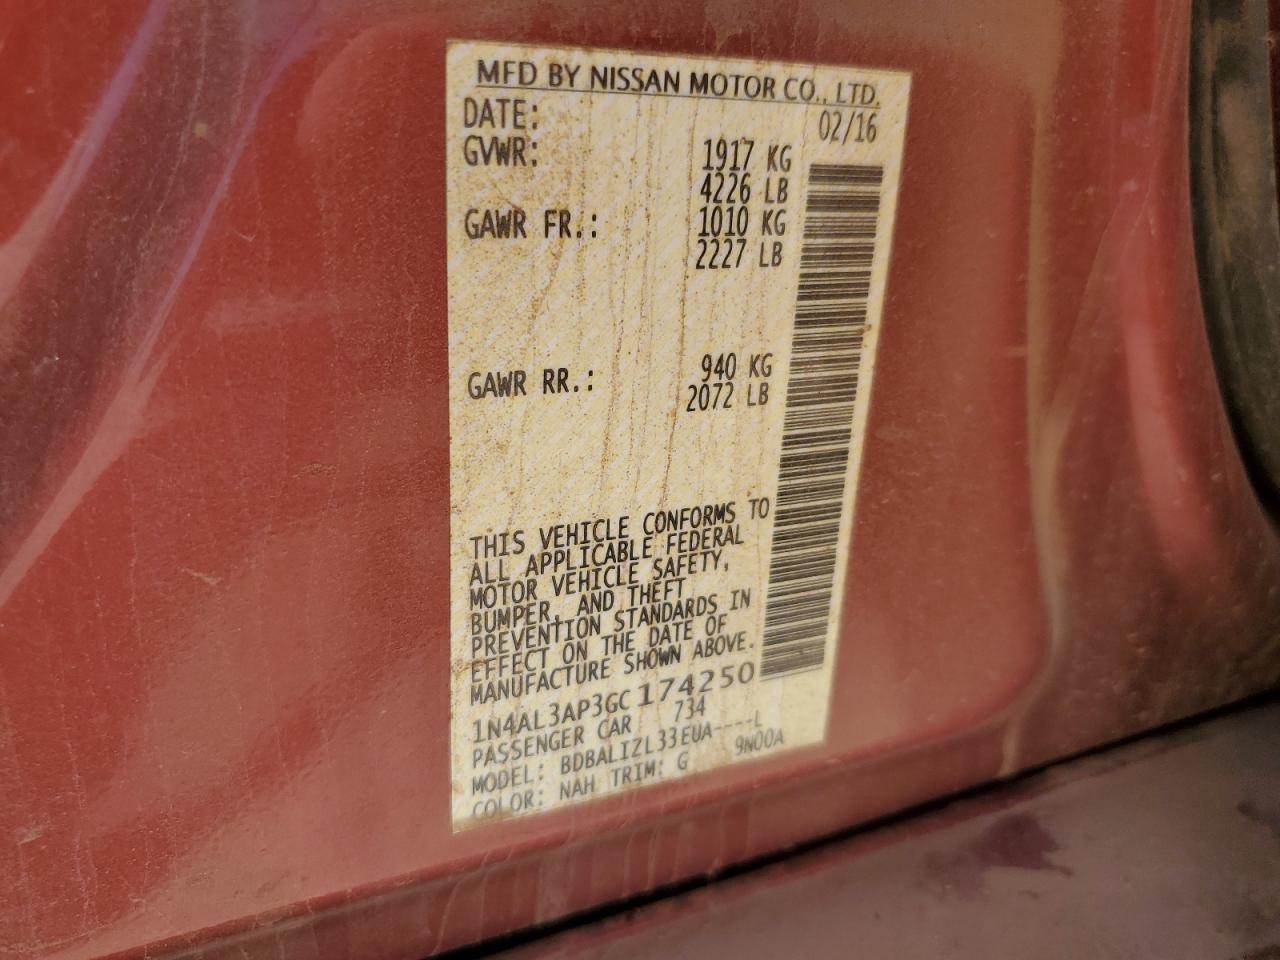 MFD BY NISSAN MOTOR CO., LTD.
DATE: 02/16
GVWR: 1917 KG
4226 LB
GAWR FR.: 1010 KG
2227 LB
GAWR RR.: 940 KG
2072 LB
THIS VEHICLE CONFORMS TO
ALL APPLICABLE FEDERAL
MOTOR VEHICLE SAFETY,
BUMPER, AND THEFT
PREVENTION STANDARDS IN
EFFECT ON THE DATE OF
MANUFACTURE SHOWN ABOVE.
1N4AL3AP3GC174250
PASSENGER CAR 734
MODEL: BDBALIZL33EUA----L
COLOR: NAH TRIM: G 9N00A